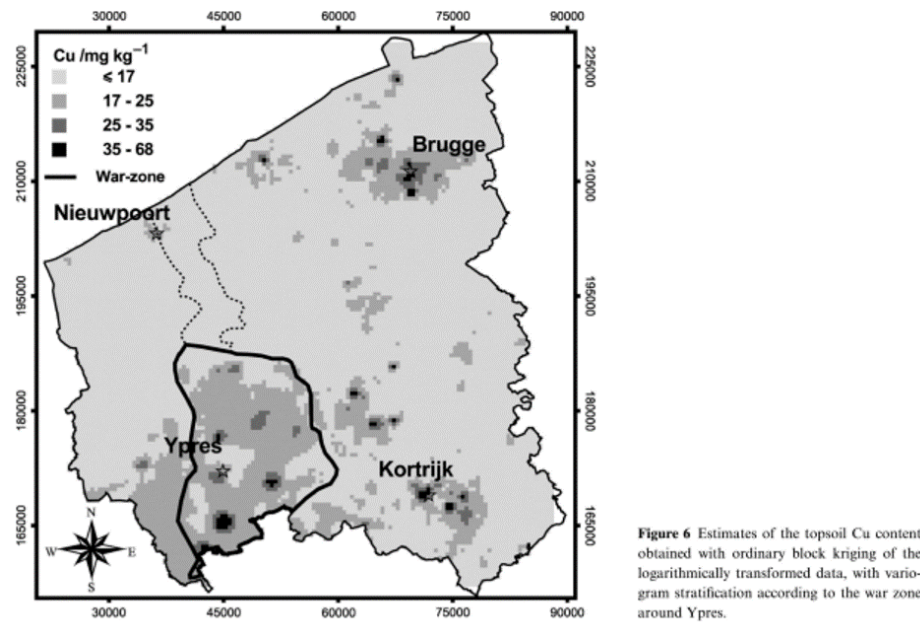 30000 45000 60000 75000 90000
225000 225000
Cu /mg kg⁻¹
≤ 17
17 - 25
25 - 35
35 - 68
War-zone
Brugge
210000 210000
Nieuwpoort
195000 195000
180000 180000
Ypres
Kortrijk
165000 165000
N
W E
S
30000 45000 60000 75000 90000
Figure 6 Estimates of the topsoil Cu content
obtained with ordinary block kriging of the
logarithmically transformed data, with vario-
gram stratification according to the war zone
around Ypres.